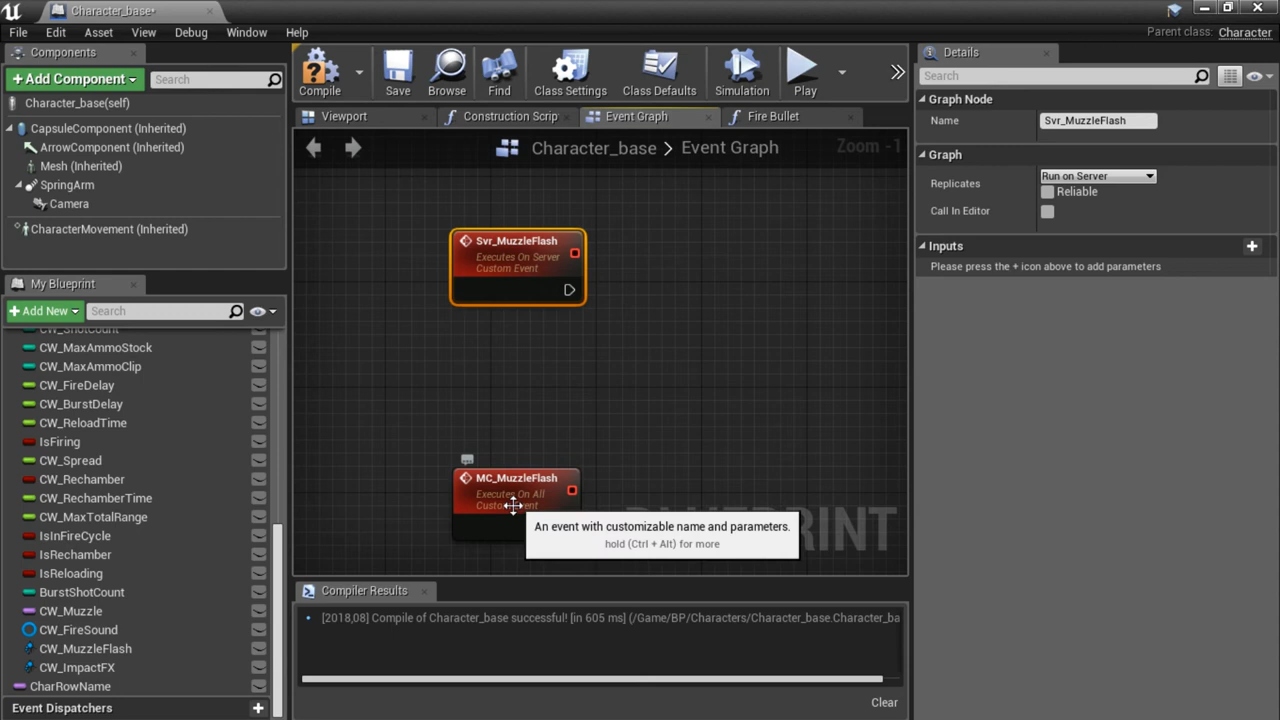 Character_base*
File Edit Asset View Debug Window Help
Parent class: Character
Components
Add Component
Search
Character_base(self)
CapsuleComponent (Inherited)
ArrowComponent (Inherited)
Mesh (Inherited)
SpringArm
Camera
CharacterMovement (Inherited)
My Blueprint
Add New
Search
CW_ShotCount
CW_MaxAmmoStock
CW_MaxAmmoClip
CW_FireDelay
CW_BurstDelay
CW_ReloadTime
IsFiring
CW_Spread
CW_Rechamber
CW_RechamberTime
CW_MaxTotalRange
IsInFireCycle
IsRechamber
IsReloading
BurstShotCount
CW_Muzzle
CW_FireSound
CW_MuzzleFlash
CW_ImpactFX
CharRowName
Event Dispatchers
Compile Save Browse Find Class Settings Class Defaults Simulation Play
Viewport Construction Scrip Event Graph Fire Bullet
Character_base > Event Graph
Zoom -1
Svr_MuzzleFlash
Executes On Server
Custom Event
MC_MuzzleFlash
Executes On All
Custom Event
An event with customizable name and parameters.
hold (Ctrl + Alt) for more
Compiler Results
[2018,08] Compile of Character_base successful! [in 605 ms] (/Game/BP/Characters/Character_base.Character_ba
Clear
Details
Search
Graph Node
Name Svr_MuzzleFlash
Graph
Replicates Run on Server
Reliable
Call In Editor
Inputs
Please press the + icon above to add parameters